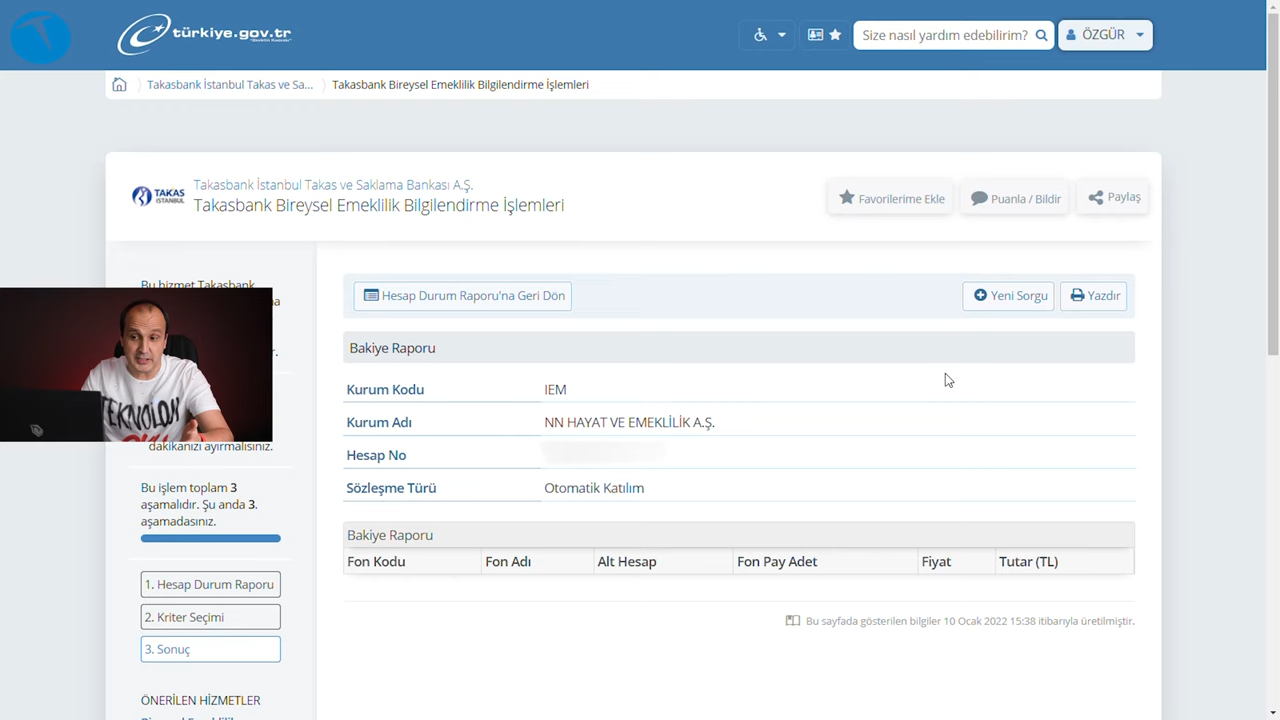 türkiye.gov.tr
Size nasıl yardım edebilirim?
ÖZGÜR
Takasbank İstanbul Takas ve Sa...
Takasbank Bireysel Emeklilik Bilgilendirme İşlemleri
TAKAS
İSTANBUL
Takasbank İstanbul Takas ve Saklama Bankası A.Ş.
Takasbank Bireysel Emeklilik Bilgilendirme İşlemleri
Favorilerime Ekle
Puanla / Bildir
Paylaş
Bu hizmet Takasbank
dakikanızı ayırmalısınız.
Bu işlem toplam 3
aşamalıdır. Şu anda 3.
aşamadasınız.
1. Hesap Durum Raporu
2. Kriter Seçimi
3. Sonuç
ÖNERİLEN HİZMETLER
Hesap Durum Raporu'na Geri Dön
Yeni Sorgu
Yazdır
Bakiye Raporu
Kurum Kodu IEM
Kurum Adı NN HAYAT VE EMEKLİLİK A.Ş.
Hesap No
Sözleşme Türü Otomatik Katılım
Bakiye Raporu
Fon Kodu Fon Adı Alt Hesap Fon Pay Adet Fiyat Tutar (TL)
Bu sayfada gösterilen bilgiler 10 Ocak 2022 15:38 itibarıyla üretilmiştir.